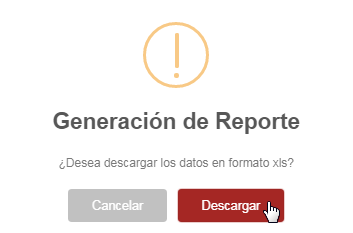 Generación de Reporte
¿Desea descargar los datos en formato xls?
Cancelar
Descargar